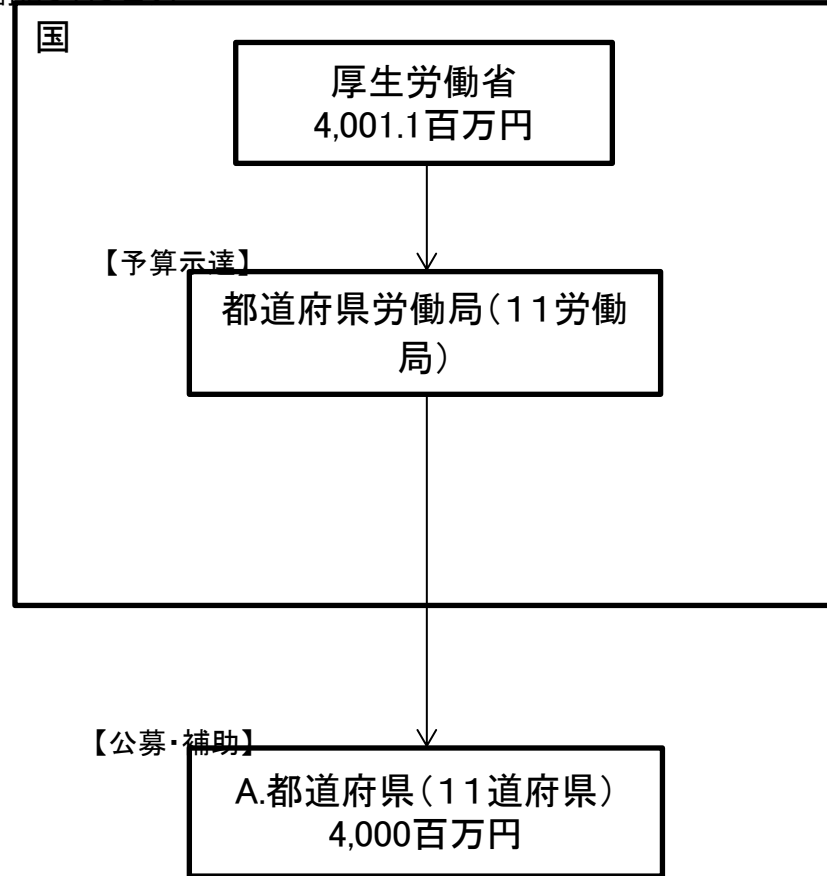 国
厚生労働省
4,001.1百万円
【予算示達】
都道府県労働局（１１労働
局）
【公募・補助】
A.都道府県（１１道府県）
4,000百万円